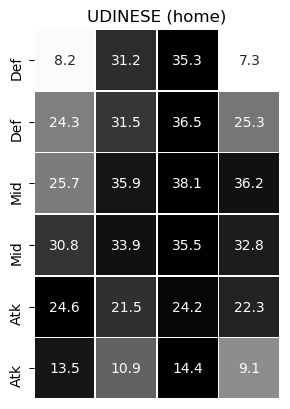 UDINESE (home)
Def 8.2 31.2 35.3 7.3
Def 24.3 31.5 36.5 25.3
Mid 25.7 35.9 38.1 36.2
Mid 30.8 33.9 35.5 32.8
Atk 24.6 21.5 24.2 22.3
Atk 13.5 10.9 14.4 9.1